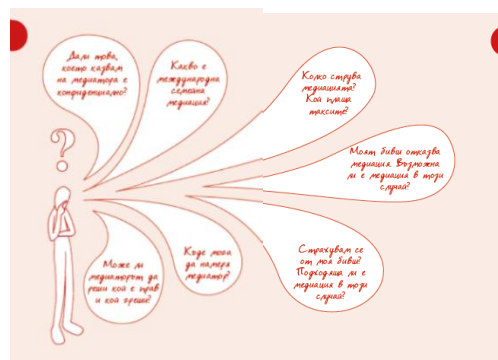 Дали това,
което казвам
на медиатора е
конфиденциално?
Какво е
международна
семейна
медиация?
Колко струва
медиацията?
Коя плаща
таксите?
Моят бивш отказва
медиация. Възможна
ли е медиация в този
случай?
Страхувам се
от моя бивш?
Подходяща ли е
медиация в този
случай?
Къде мога
да намеря
медиатор?
Може ли
медиаторът да
реши кой е прав
и кой греши?
?